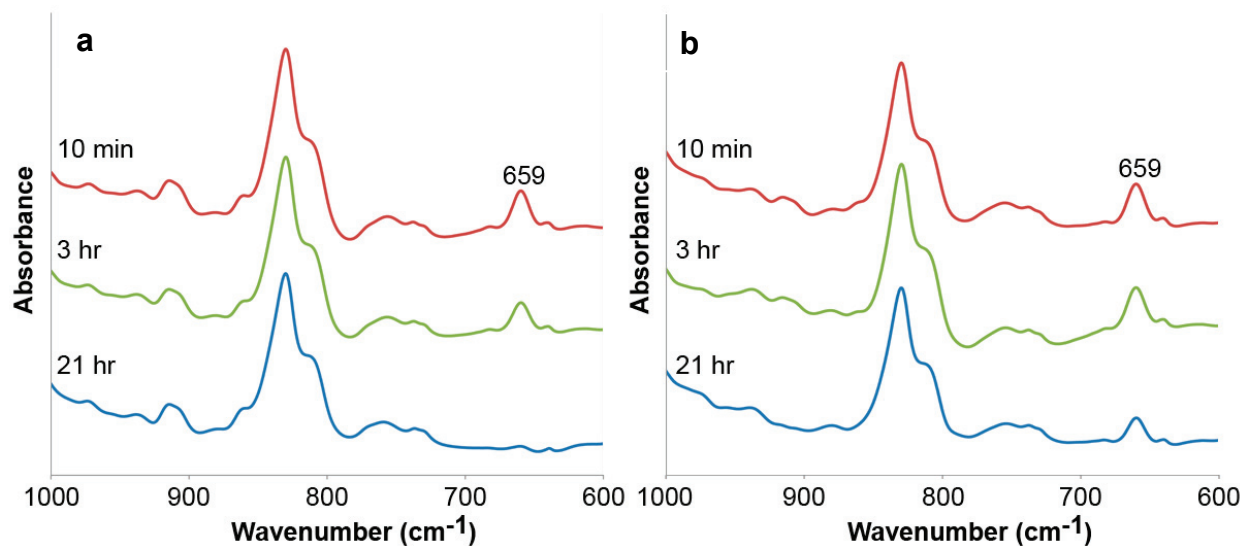 a
10 min
659
3 hr
21 hr
Absorbance
1000 900 800 700 600
Wavenumber (cm-1)
b
10 min
659
3 hr
21 hr
Absorbance
1000 900 800 700 600
Wavenumber (cm-1)